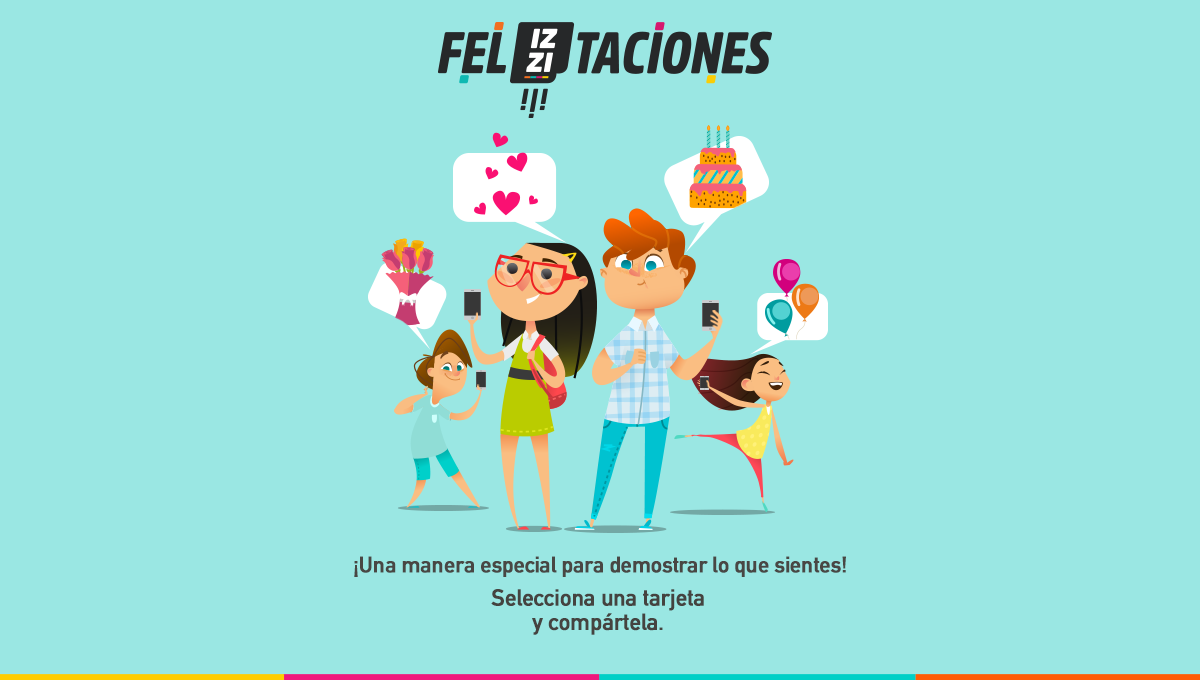 FEL IZZI TACIONES
!!!
¡Una manera especial para demostrar lo que sientes!
Selecciona una tarjeta
y compártela.